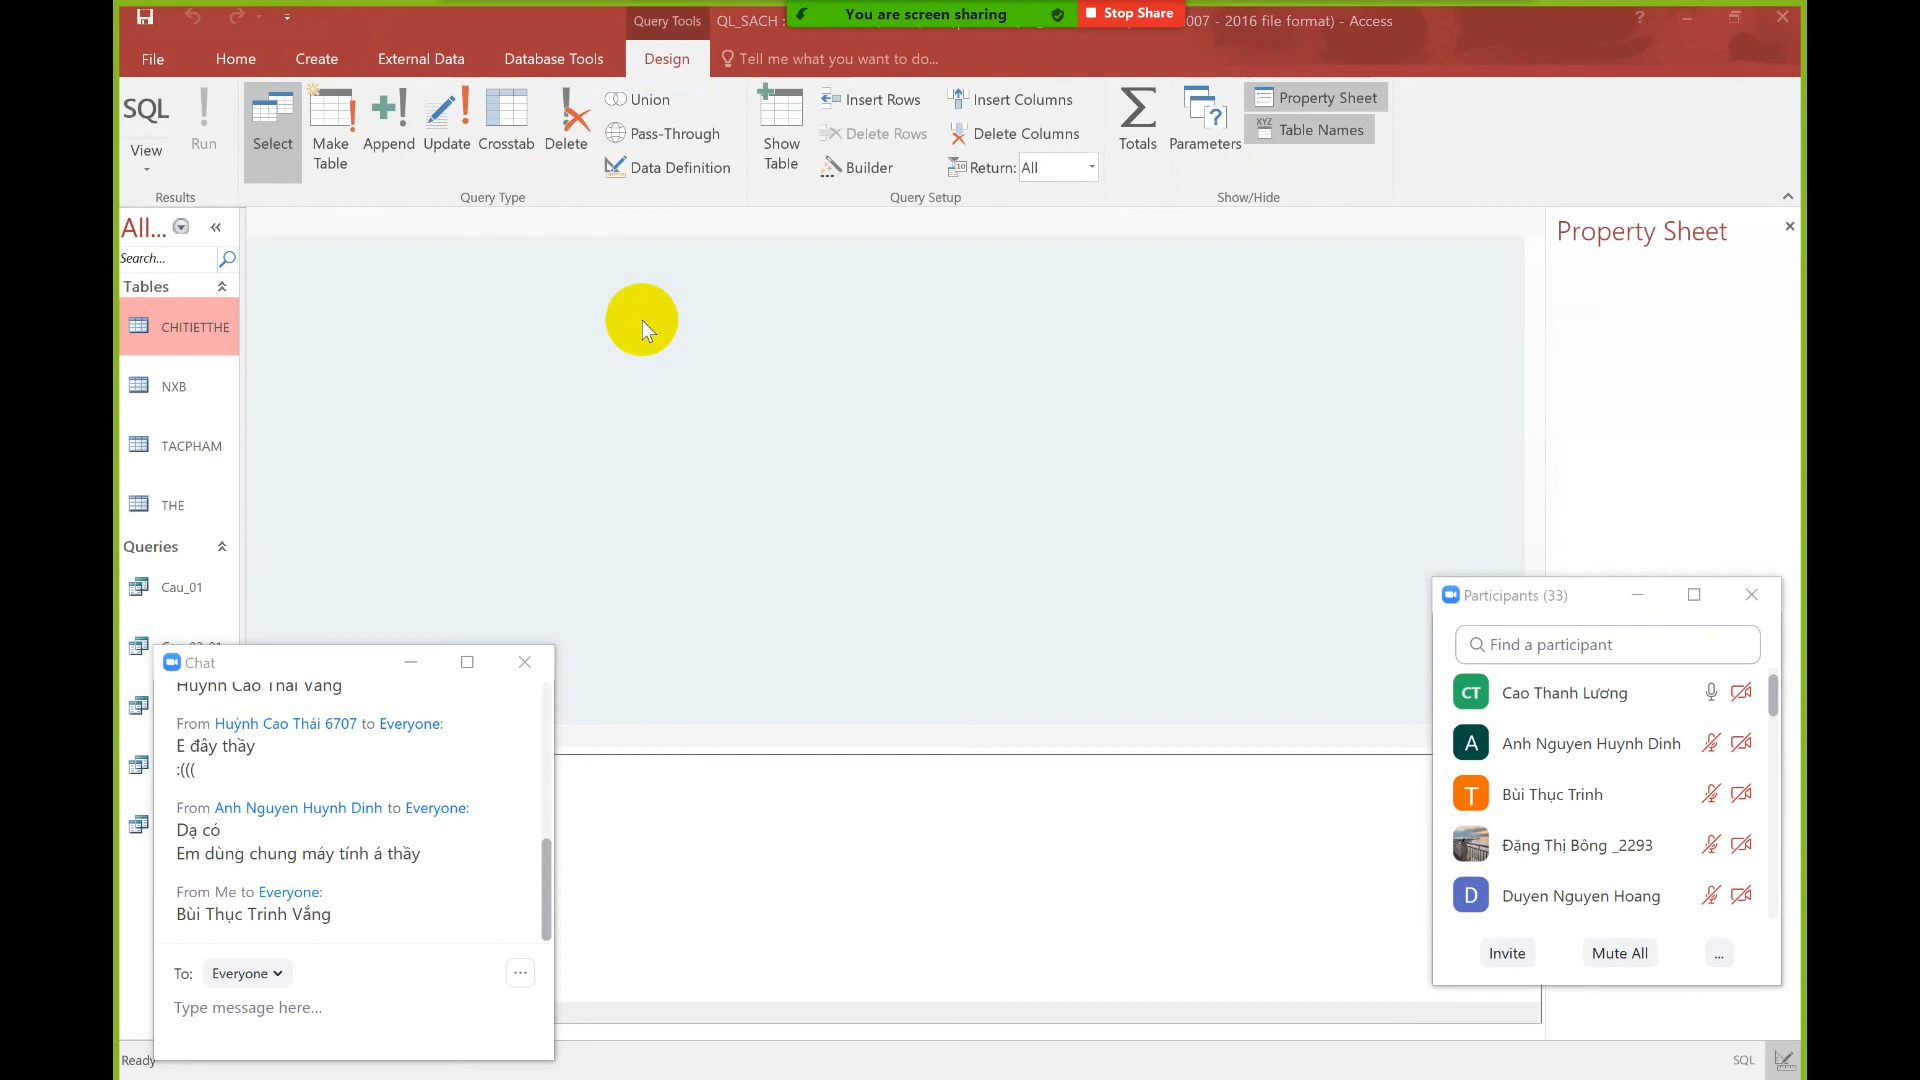 Query Tools
QL_SACH :
You are screen sharing
Stop Share
007 - 2016 file format) - Access
?
File
Home
Create
External Data
Database Tools
Design
Tell me what you want to do...
SQL
View
Run
Select
Make
Table
Append
Update
Crosstab
Delete
Union
Pass-Through
Data Definition
Show
Table
Insert Rows
Delete Rows
Builder
Insert Columns
Delete Columns
Return: All
Totals
Parameters
Property Sheet
Table Names
Results
Query Type
Query Setup
Show/Hide
All...
Search...
Tables
CHITIETTHE
NXB
TACPHAM
THE
Queries
Cau_01
Property Sheet
Chat
Huỳnh Cao Thái Vắng
From Huỳnh Cao Thái 6707 to Everyone:
E đây thầy
:(((
From Anh Nguyen Huynh Dinh to Everyone:
Dạ có
Em dùng chung máy tính á thầy
From Me to Everyone:
Bùi Thục Trinh Vắng
To: Everyone
...
Type message here...
Participants (33)
Find a participant
CT Cao Thanh Lương
A Anh Nguyen Huynh Dinh
T Bùi Thục Trinh
Đặng Thị Bông _2293
D Duyen Nguyen Hoang
Invite
Mute All
...
Ready
SQL